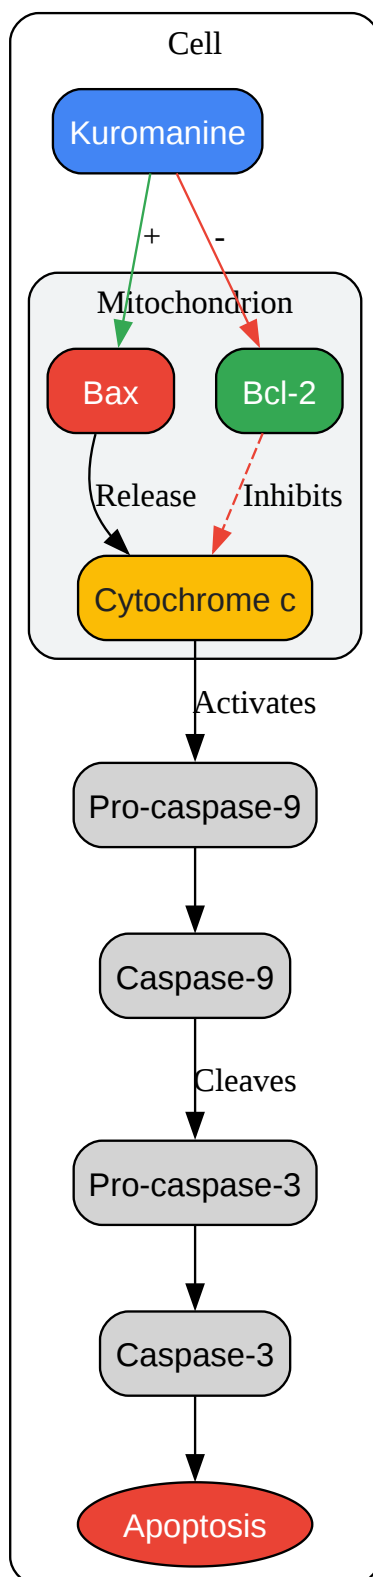 Cell
Kuromanine
+
-
Mitochondrion
Bax
Bcl-2
Release
Inhibits
Cytochrome c
Activates
Pro-caspase-9
Caspase-9
Cleaves
Pro-caspase-3
Caspase-3
Apoptosis